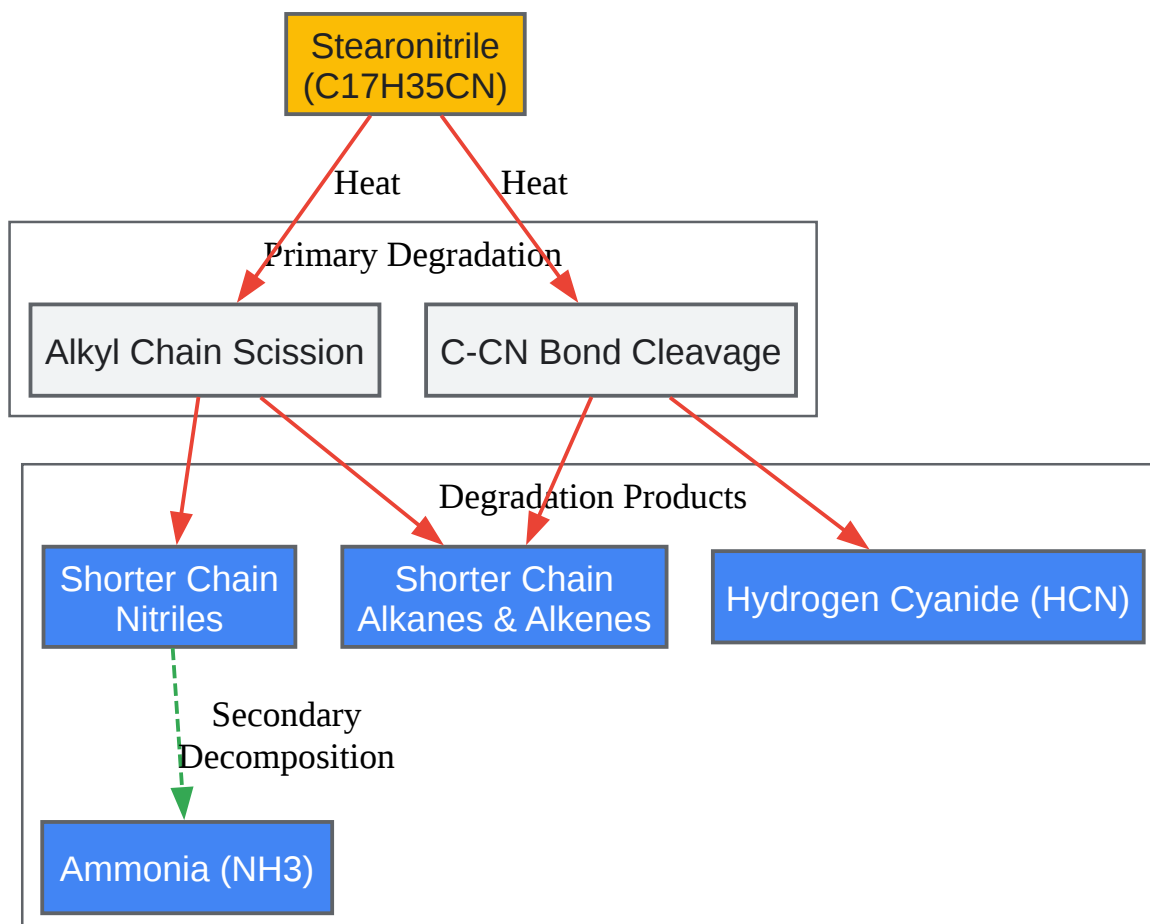 Stearonitrile
(C17H35CN)
Heat
Heat
Primary Degradation
Alkyl Chain Scission
C-CN Bond Cleavage
Degradation Products
Shorter Chain
Nitriles
Shorter Chain
Alkanes & Alkenes
Hydrogen Cyanide (HCN)
Secondary
Decomposition
Ammonia (NH3)